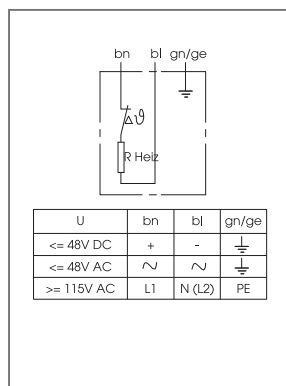 bn bl gn/ge
Δϑ
R Heiz
U bn bl gn/ge
<= 48V DC + -
<= 48V AC ~ ~
>= 115V AC L1 N (L2) PE